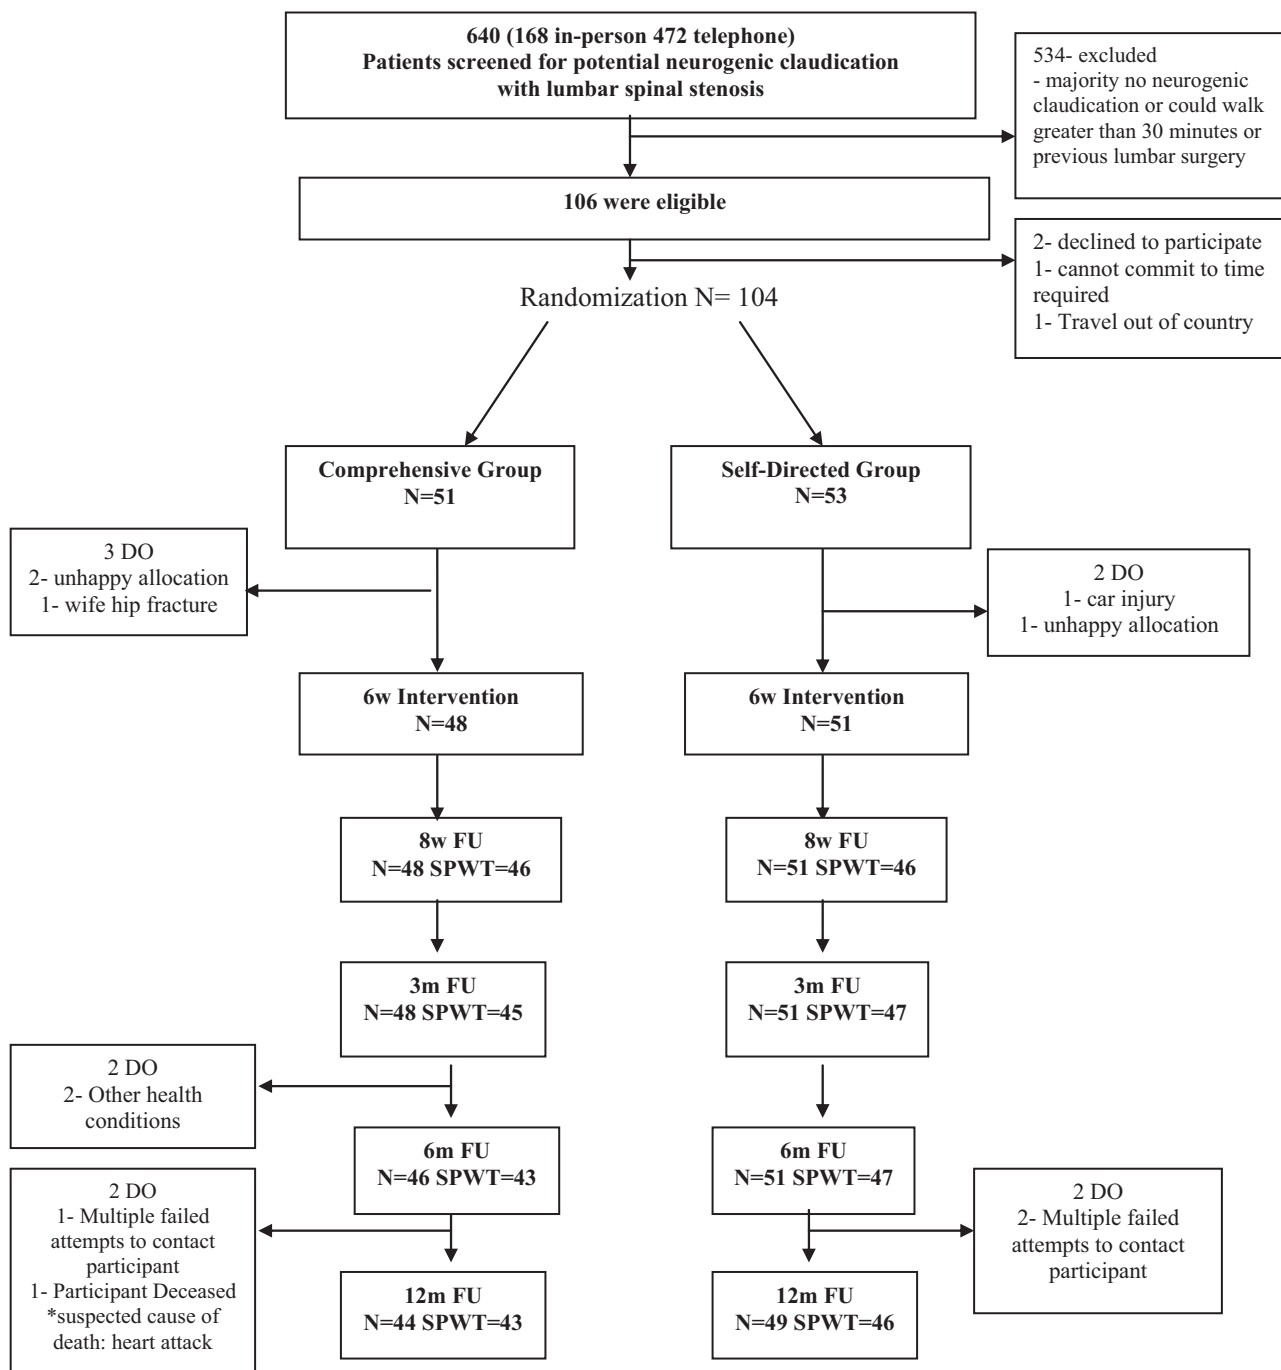 640 (168 in-person 472 telephone)
Patients screened for potential neurogenic claudication
with lumbar spinal stenosis
534- excluded
- majority no neurogenic
claudication or could walk
greater than 30 minutes or
previous lumbar surgery
106 were eligible
2- declined to participate
1- cannot commit to time
required
1- Travel out of country
Randomization N= 104
Comprehensive Group
N=51
Self-Directed Group
N=53
3 DO
2- unhappy allocation
1- wife hip fracture
2 DO
1- car injury
1- unhappy allocation
6w Intervention
N=48
6w Intervention
N=51
8w FU
N=48 SPWT=46
8w FU
N=51 SPWT=46
3m FU
N=48 SPWT=45
3m FU
N=51 SPWT=47
2 DO
2- Other health
conditions
6m FU
N=46 SPWT=43
6m FU
N=51 SPWT=47
2 DO
1- Multiple failed
attempts to contact
participant
1- Participant Deceased
*suspected cause of
death: heart attack
2 DO
2- Multiple failed
attempts to contact
participant
12m FU
N=44 SPWT=43
12m FU
N=49 SPWT=46